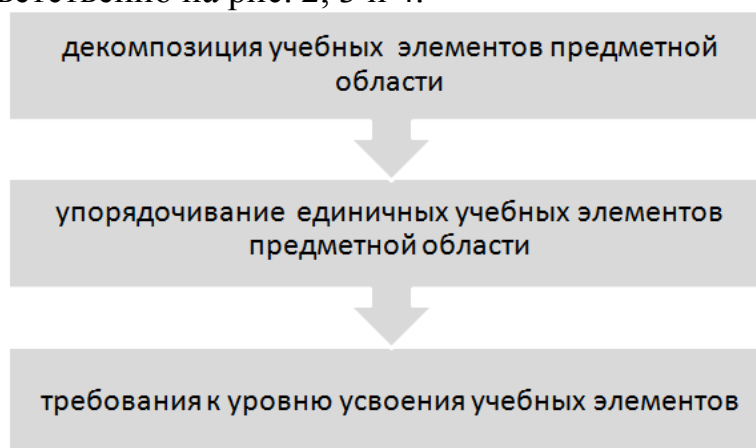 на рис. 2, 3 и 4.
декомпозиция учебных элементов предметной
области
упорядочивание единичных учебных элементов
предметной области
требования к уровню усвоения учебных элементов